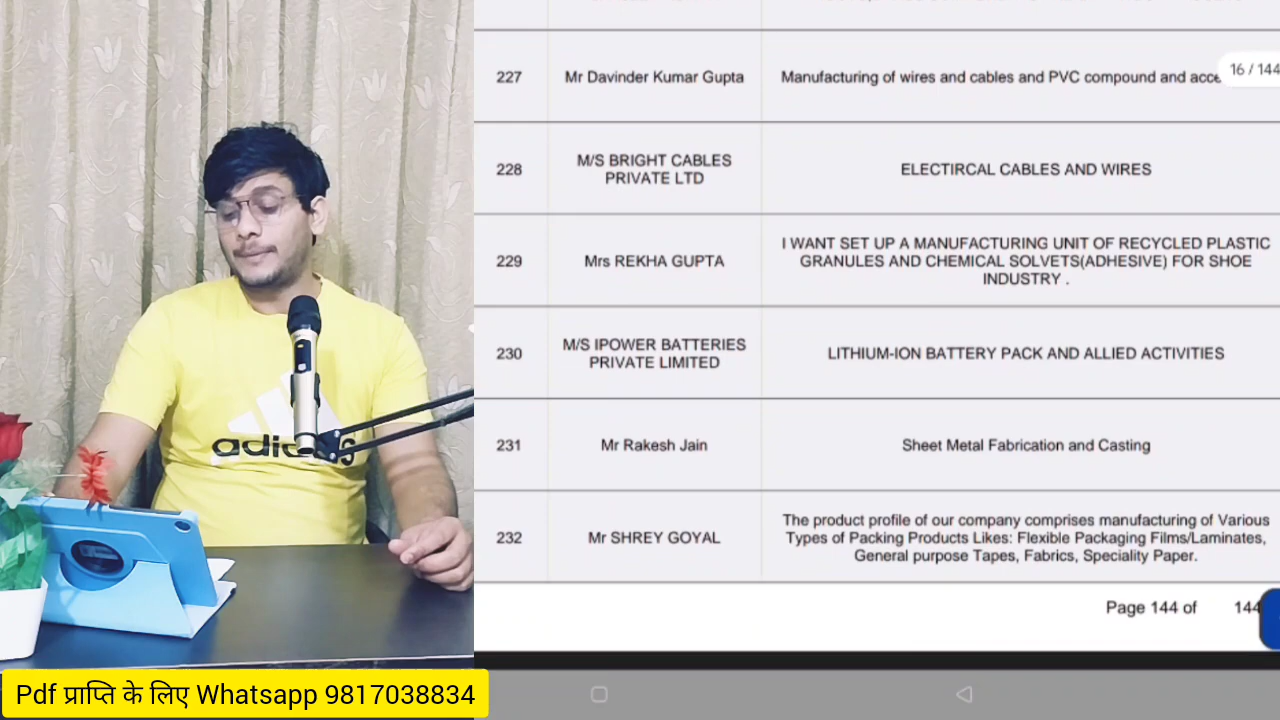 227
Mr Davinder Kumar Gupta
Manufacturing of wires and cables and PVC compound and acce
16 / 144
228
M/S BRIGHT CABLES
PRIVATE LTD
ELECTIRCAL CABLES AND WIRES
229
Mrs REKHA GUPTA
I WANT SET UP A MANUFACTURING UNIT OF RECYCLED PLASTIC
GRANULES AND CHEMICAL SOLVETS(ADHESIVE) FOR SHOE
INDUSTRY .
230
M/S IPOWER BATTERIES
PRIVATE LIMITED
LITHIUM-ION BATTERY PACK AND ALLIED ACTIVITIES
231
Mr Rakesh Jain
Sheet Metal Fabrication and Casting
232
Mr SHREY GOYAL
The product profile of our company comprises manufacturing of Various
Types of Packing Products Likes: Flexible Packaging Films/Laminates,
General purpose Tapes, Fabrics, Speciality Paper.
Page 144 of 144
adidas
Pdf प्राप्ति के लिए Whatsapp 9817038834